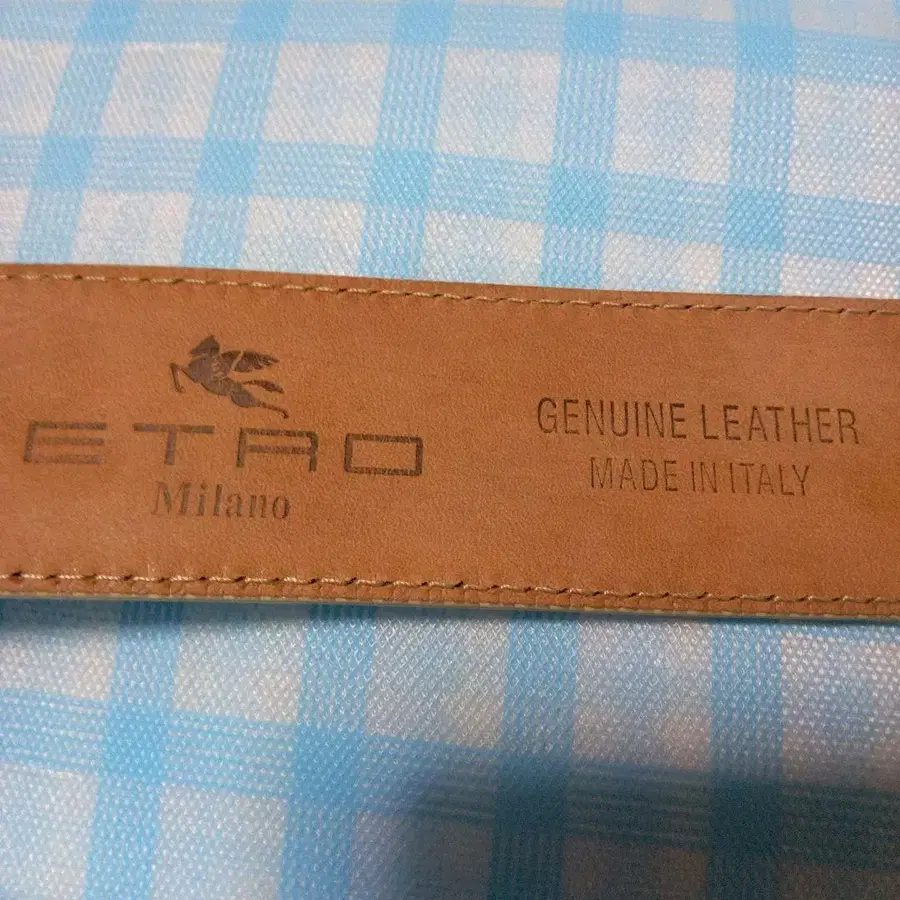 ETRO
Milano
GENUINE LEATHER
MADE IN ITALY